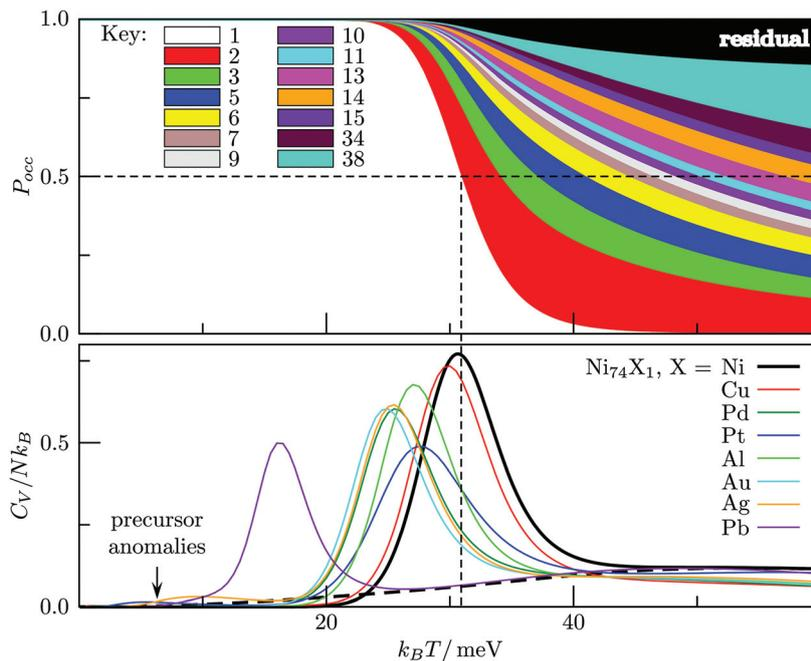 1.0
Key:
1
10
2
11
3
13
5
14
6
15
7
34
9
38
residual
P_occ
0.5
0.0
Ni₇₄X₁, X = Ni
Cu
Pd
Pt
Al
Au
Ag
Pb
C_V/Nk_B
0.5
precursor
anomalies
0.0
20
40
k_BT/ meV